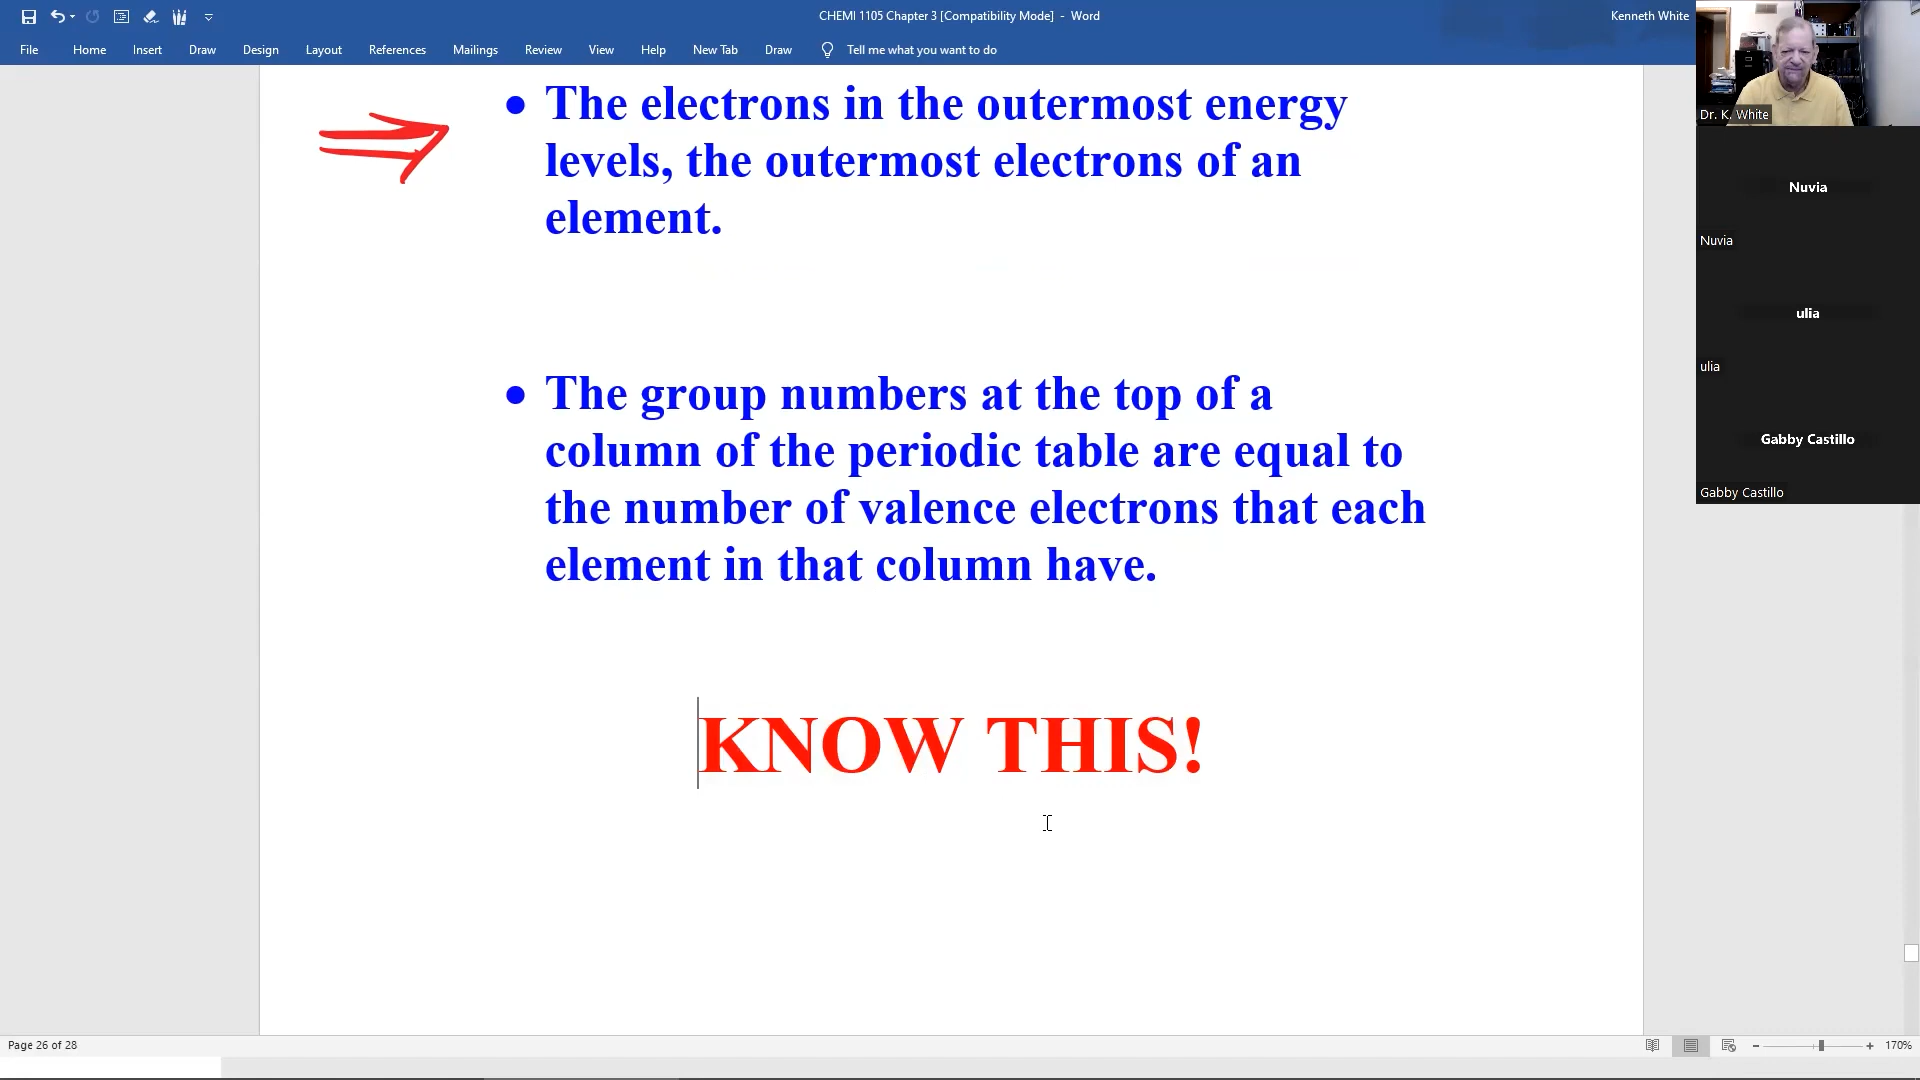 CHEMI 1105 Chapter 3 [Compatibility Mode] - Word
Kenneth White
File Home Insert Draw Design Layout References Mailings Review View Help New Tab Draw Tell me what you want to do
• The electrons in the outermost energy
levels, the outermost electrons of an
element.
• The group numbers at the top of a
column of the periodic table are equal to
the number of valence electrons that each
element in that column have.
KNOW THIS!
Dr. K. White
Nuvia
Nuvia
ulia
ulia
Gabby Castillo
Gabby Castillo
Page 26 of 28
170%